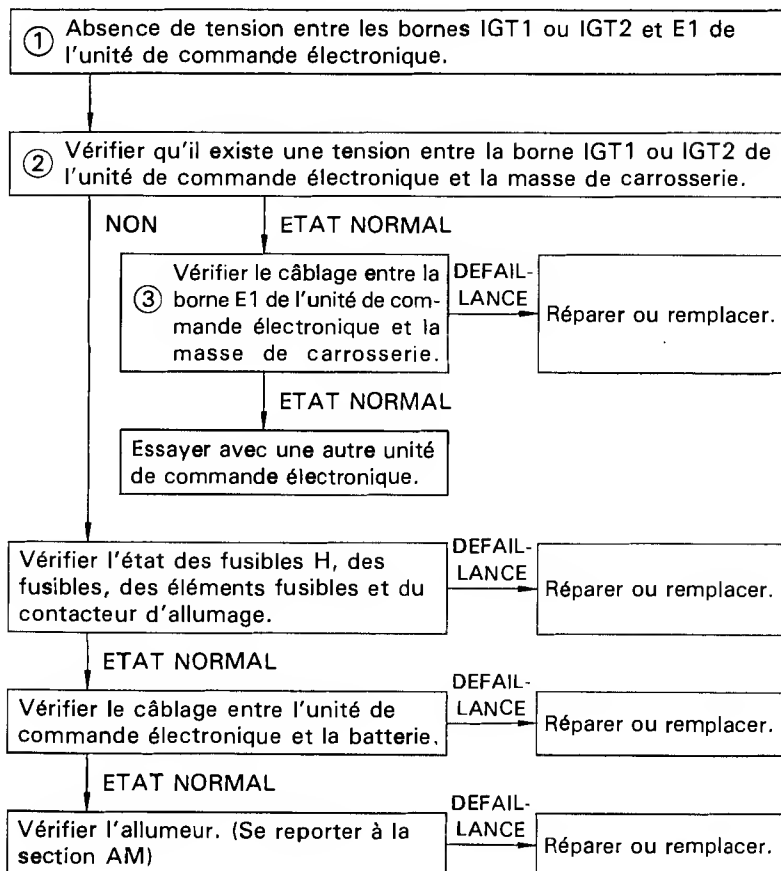 ① Absence de tension entre les bornes IGT1 ou IGT2 et E1 de
l'unité de commande électronique.
② Vérifier qu'il existe une tension entre la borne IGT1 ou IGT2 de
l'unité de commande électronique et la masse de carrosserie.
NON
ETAT NORMAL
③ Vérifier le câblage entre la
borne E1 de l'unité de com-
mande électronique et la
masse de carrosserie.
DEFAIL-
LANCE
Réparer ou remplacer.
ETAT NORMAL
Essayer avec une autre unité
de commande électronique.
Vérifier l'état des fusibles H, des
fusibles, des éléments fusibles et du
contacteur d'allumage.
DEFAIL-
LANCE
Réparer ou remplacer.
ETAT NORMAL
Vérifier le câblage entre l'unité de
commande électronique et la batterie.
DEFAIL-
LANCE
Réparer ou remplacer.
ETAT NORMAL
Vérifier l'allumeur. (Se reporter à la
section AM)
DEFAIL-
LANCE
Réparer ou remplacer.